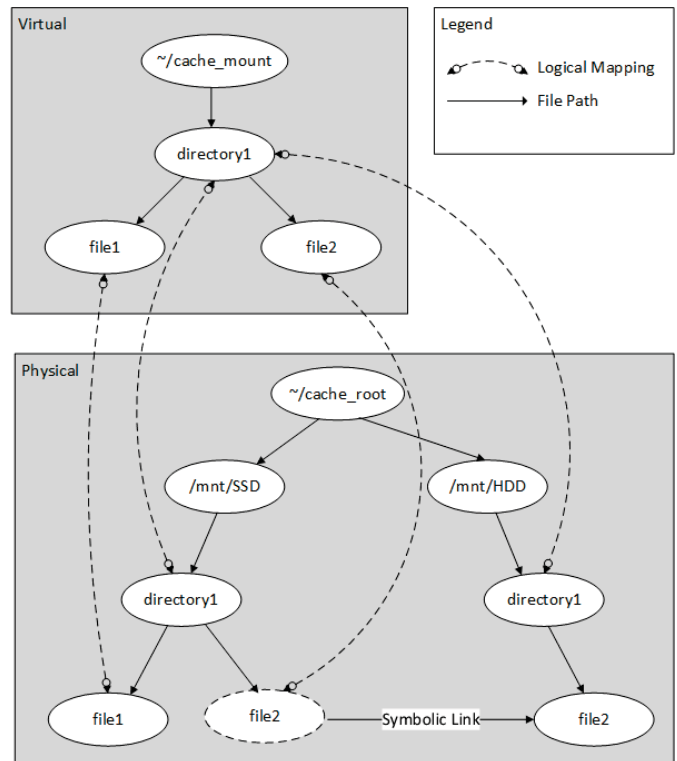 Virtual
~/cache_mount
directory1
file1
file2
Legend
Logical Mapping
File Path
Physical
~/cache_root
/mnt/SSD
/mnt/HDD
directory1
directory1
file1
file2
Symbolic Link
file2